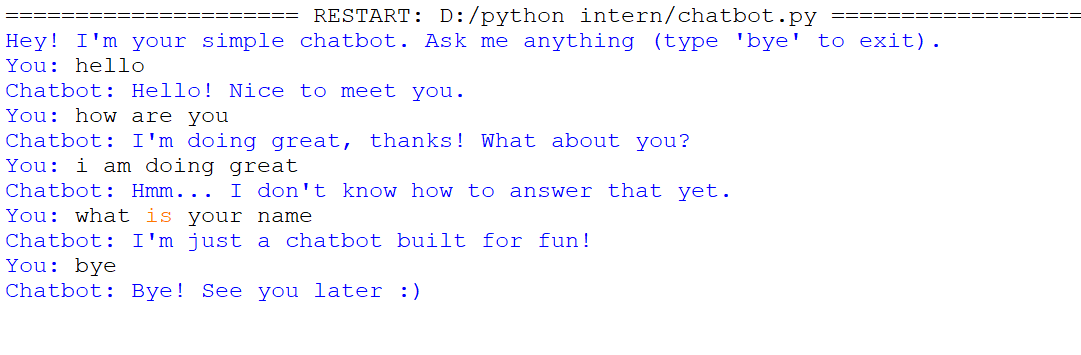 ===================== RESTART: D:/python intern/chatbot.py ==================
Hey! I'm your simple chatbot. Ask me anything (type 'bye' to exit).
You: hello
Chatbot: Hello! Nice to meet you.
You: how are you
Chatbot: I'm doing great, thanks! What about you?
You: i am doing great
Chatbot: Hmm... I don't know how to answer that yet.
You: what is your name
Chatbot: I'm just a chatbot built for fun!
You: bye
Chatbot: Bye! See you later :)